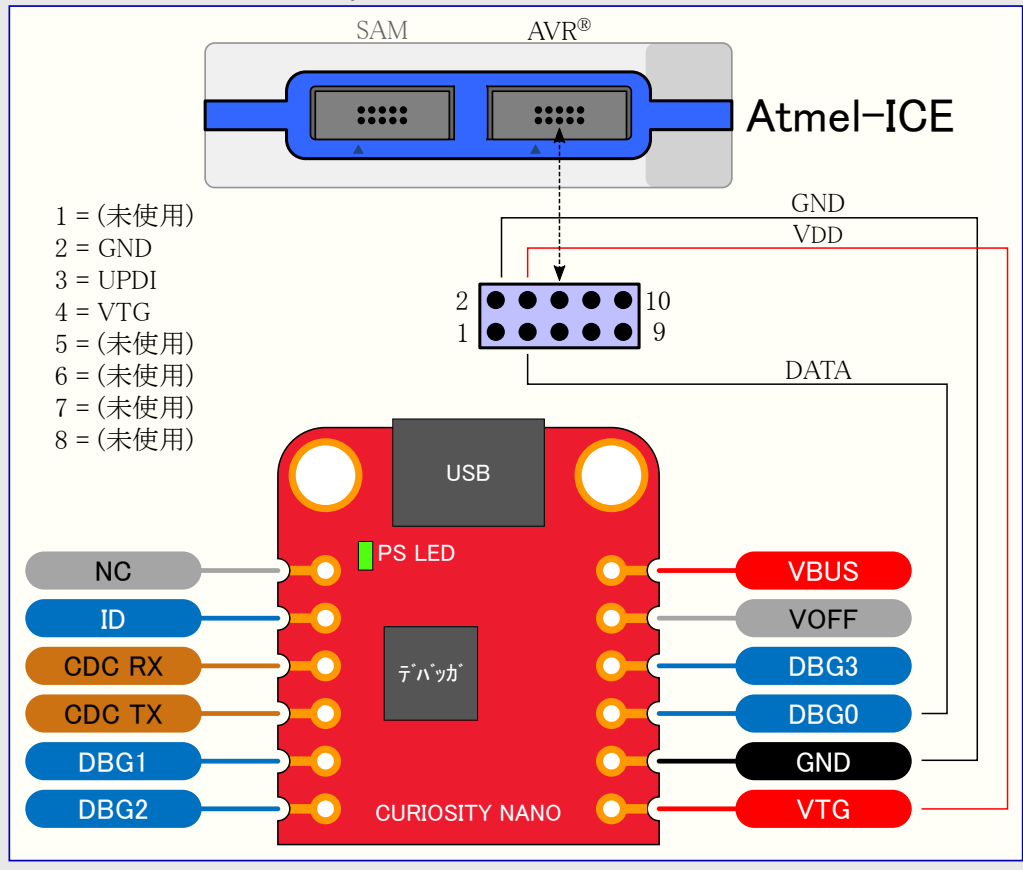 SAM
AVR®
Atmel-ICE
1 = (未使用)
2 = GND
3 = UPDI
4 = VTG
5 = (未使用)
6 = (未使用)
7 = (未使用)
8 = (未使用)
GND
VDD
2
10
1
9
DATA
USB
PS LED
デバッガ
CURIOSITY NANO
NC
ID
CDC RX
CDC TX
DBG1
DBG2
VBUS
VOFF
DBG3
DBG0
GND
VTG